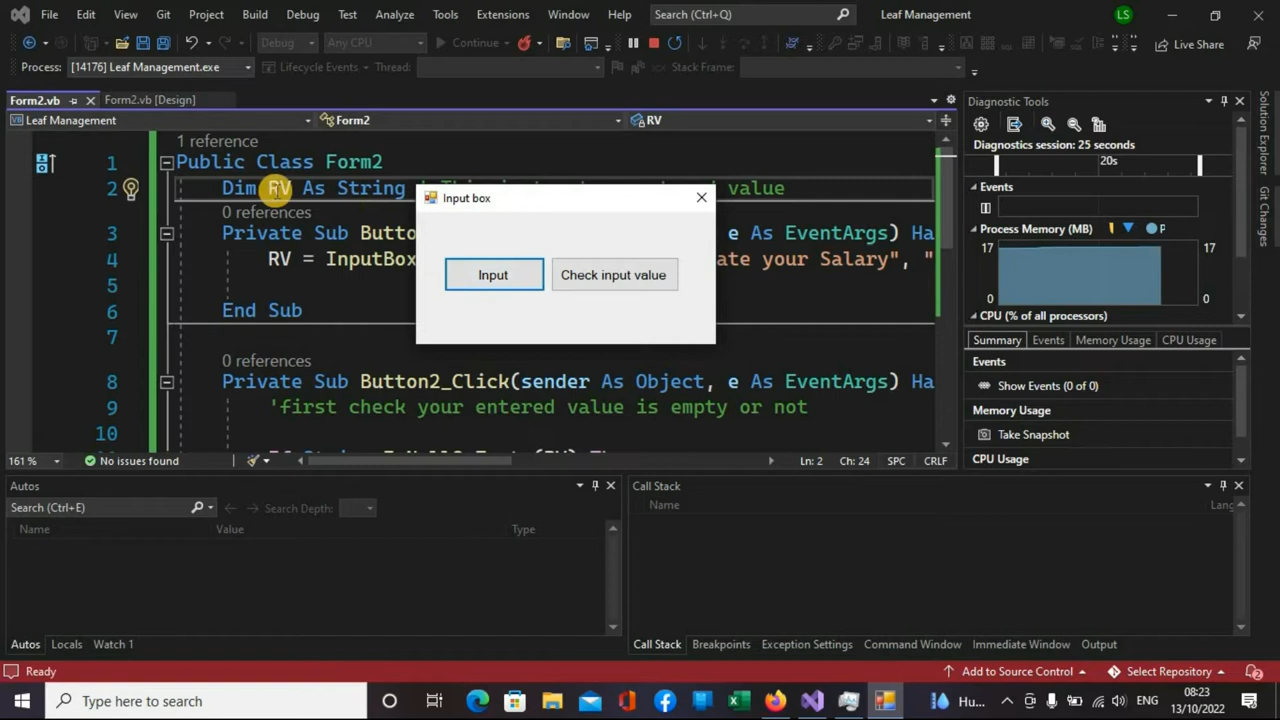 File Edit View Git Project Build Debug Test Analyze Tools Extensions Window Help Search (Ctrl+Q) Leaf Management LS
Debug Any CPU Continue Live Share
Process: [14176] Leaf Management.exe Lifecycle Events Thread: Stack Frame:
Form2.vb Form2.vb [Design]
Leaf Management Form2 RV
1 reference
1 Public Class Form2
2 Dim RV As String value
0 references
3 Private Sub e As EventArgs)
4 RV = ate your Salary", "
5
6 End Sub
7
0 references
8 Private Sub Button2_Click(sender As Object, e As EventArgs)
9 'first check your entered value is empty or not
10
161 % No issues found Ln: 2 Ch: 24 SPC CRLF
Input box
Input Check input value
Diagnostic Tools
Diagnostics session: 25 seconds
20s
Events
Process Memory (MB) P
17 17
0 0
CPU (% of all processors)
Summary Events Memory Usage CPU Usage
Events
Show Events (0 of 0)
Memory Usage
Take Snapshot
CPU Usage
Solution Explorer
Git Changes
Autos
Search (Ctrl+E) Search Depth:
Name Value Type
Autos Locals Watch 1
Call Stack
Name
Call Stack Breakpoints Exception Settings Command Window Immediate Window Output
Ready Add to Source Control Select Repository 2
Type here to search Hu... ENG 08:23
13/10/2022